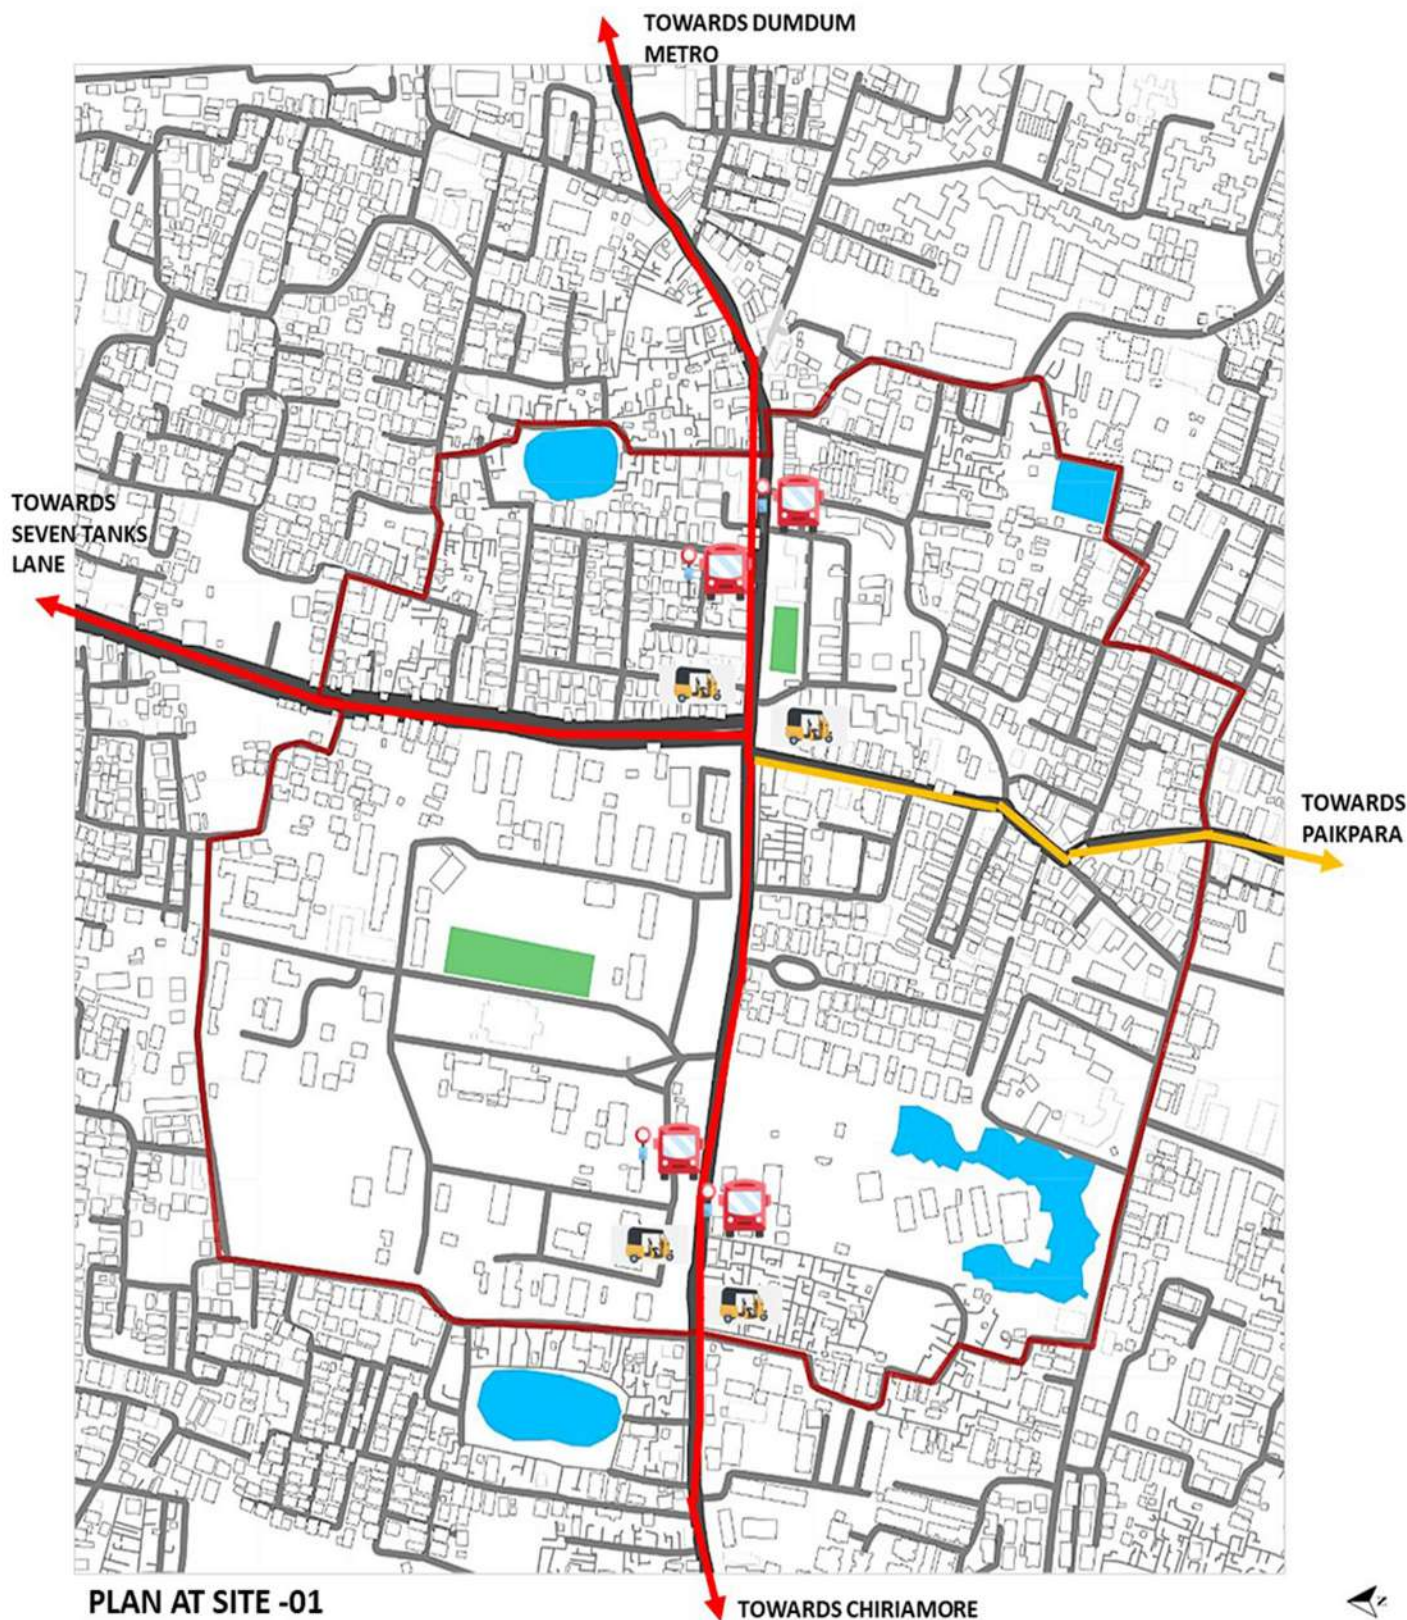 TOWARDS DUMDUM
METRO
TOWARDS
SEVEN TANKS
LANE
TOWARDS
PAIKPARA
PLAN AT SITE -01
TOWARDS CHIRIAMORE
N